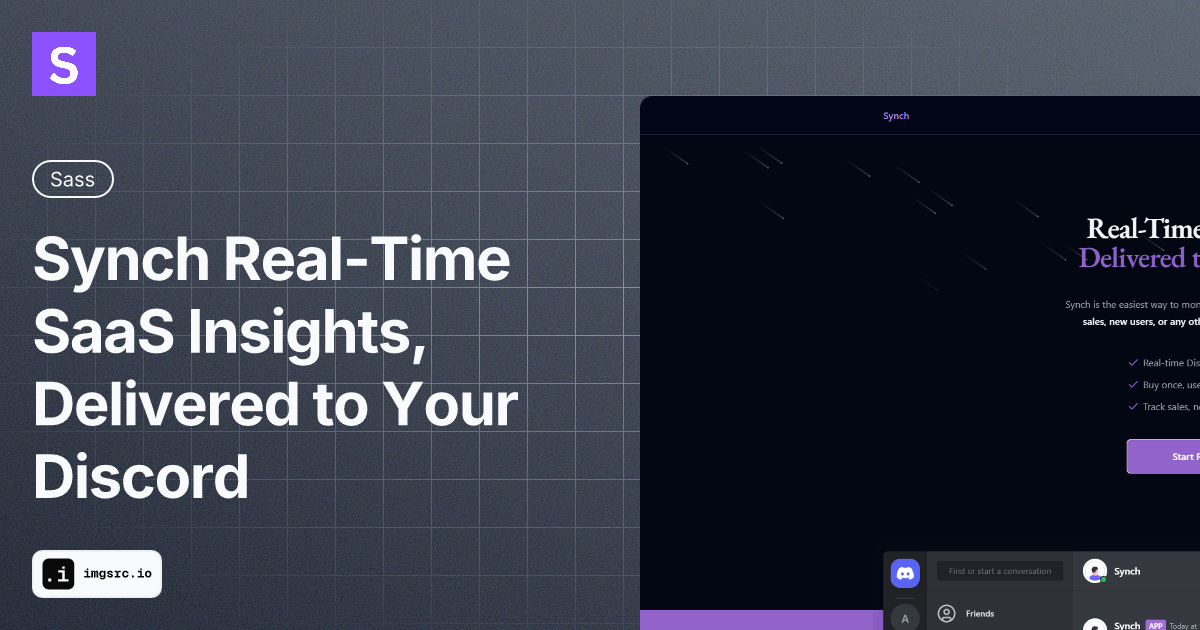 S
Sass
Synch Real-Time
SaaS Insights,
Delivered to Your
Discord
.i imgsrc.io
Synch
Real-Time
Delivered t
Synch is the easiest way to mon
sales, new users, or any oth
Real-time Dis
Buy once, use
Track sales, n
Start F
Find or start a conversation
Synch
Friends
A
Synch APP Today at